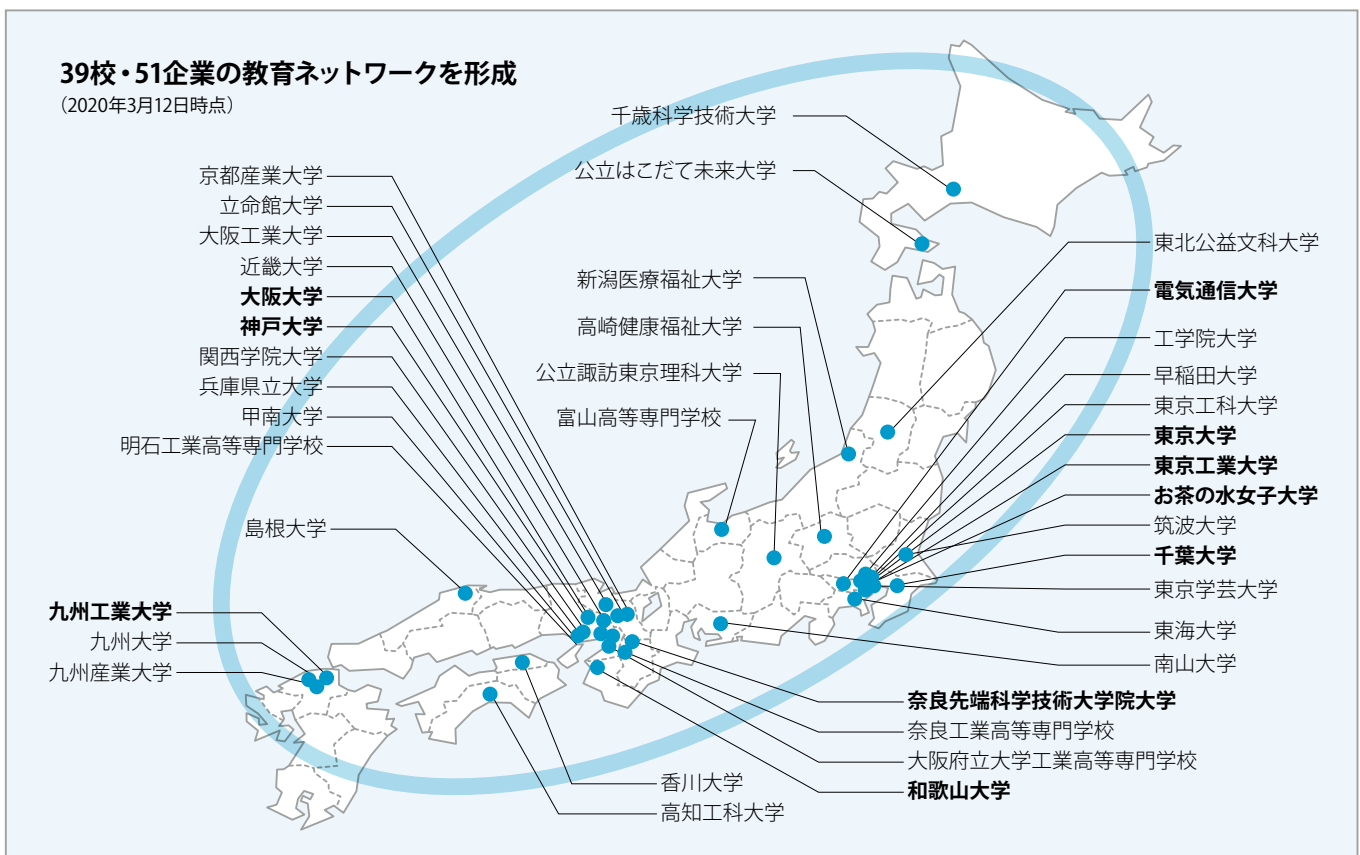 39校・51企業の教育ネットワークを形成
（2020年3月12日時点）
千歳科学技術大学
公立はこだて未来大学
京都産業大学
立命館大学
大阪工業大学
近畿大学
大阪大学
神戸大学
関西学院大学
兵庫県立大学
甲南大学
明石工業高等専門学校
島根大学
九州工業大学
九州大学
九州産業大学
新潟医療福祉大学
高崎健康福祉大学
公立諏訪東京理科大学
富山高等専門学校
東北公益文科大学
電気通信大学
工学院大学
早稲田大学
東京工科大学
東京大学
東京工業大学
お茶の水女子大学
筑波大学
千葉大学
東京学芸大学
東海大学
南山大学
奈良先端科学技術大学院大学
奈良工業高等専門学校
大阪府立大学工業高等専門学校
和歌山大学
香川大学
高知工科大学